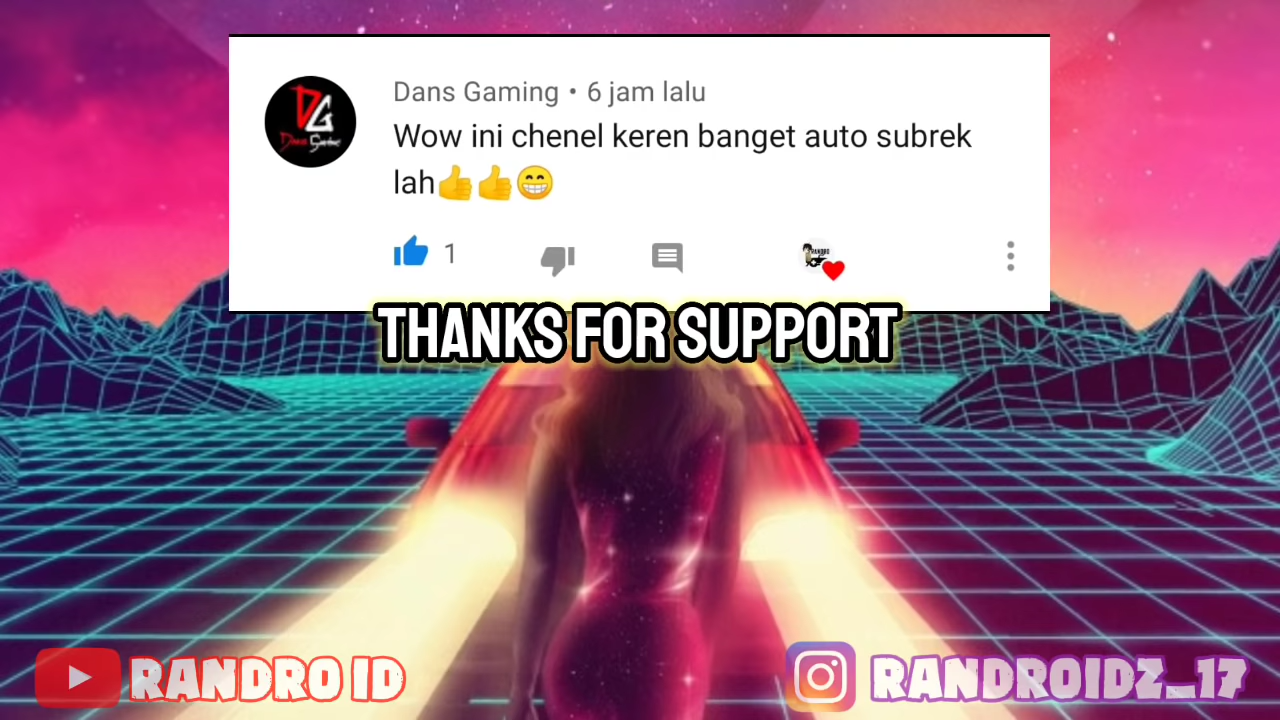 Dans Gaming • 6 jam lalu
Wow ini chenel keren banget auto subrek
lah👍👍😁
1
THANKS FOR SUPPORT
RANDRO ID
RANDROIDZ_17